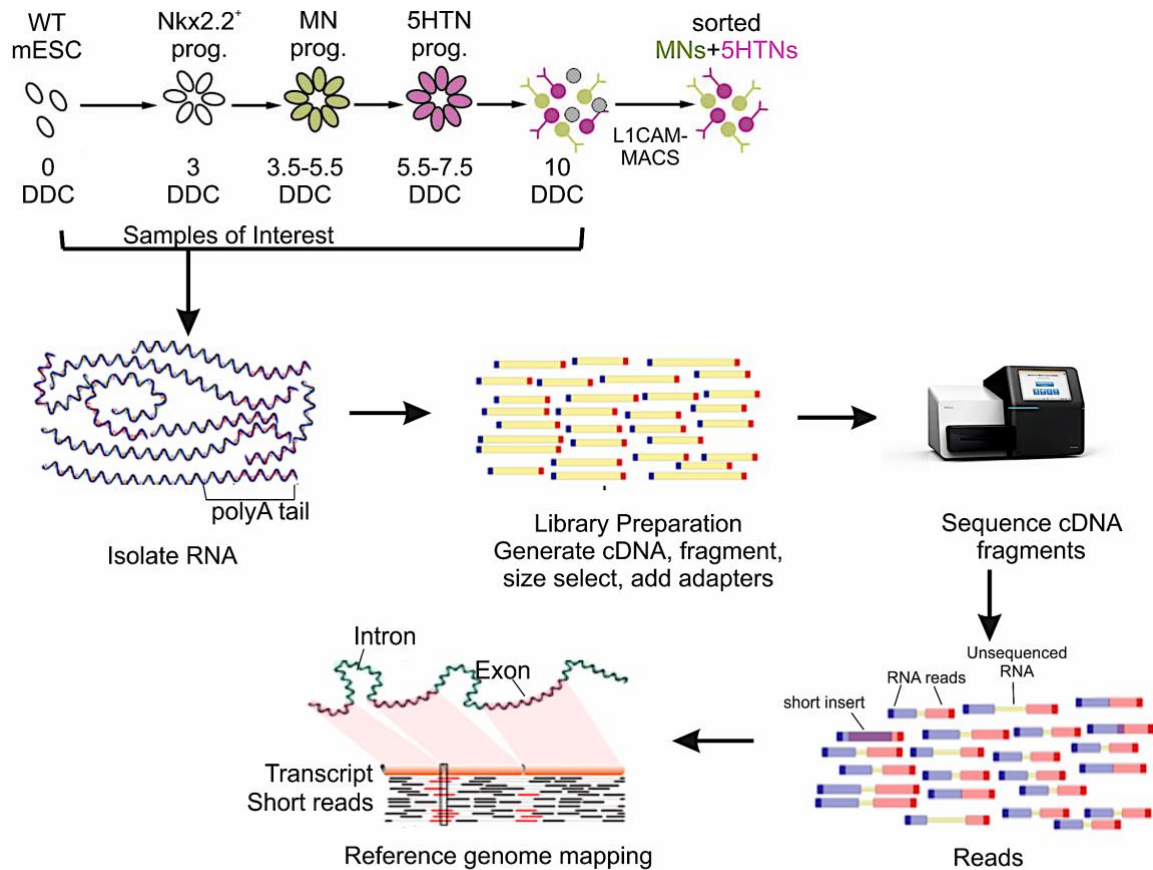 WT
mESC
Nkx2.2⁺
prog.
MN
prog.
5HTN
prog.
sorted
MNs+5HTNs
L1CAM-
MACS
0
DDC
3
DDC
3.5-5.5
DDC
5.5-7.5
DDC
10
DDC
Samples of Interest
polyA tail
Isolate RNA
Library Preparation
Generate cDNA, fragment,
size select, add adapters
Sequence cDNA
fragments
Intron
Exon
Transcript
Short reads
Reference genome mapping
Unsequenced
RNA
RNA reads
short insert
Reads